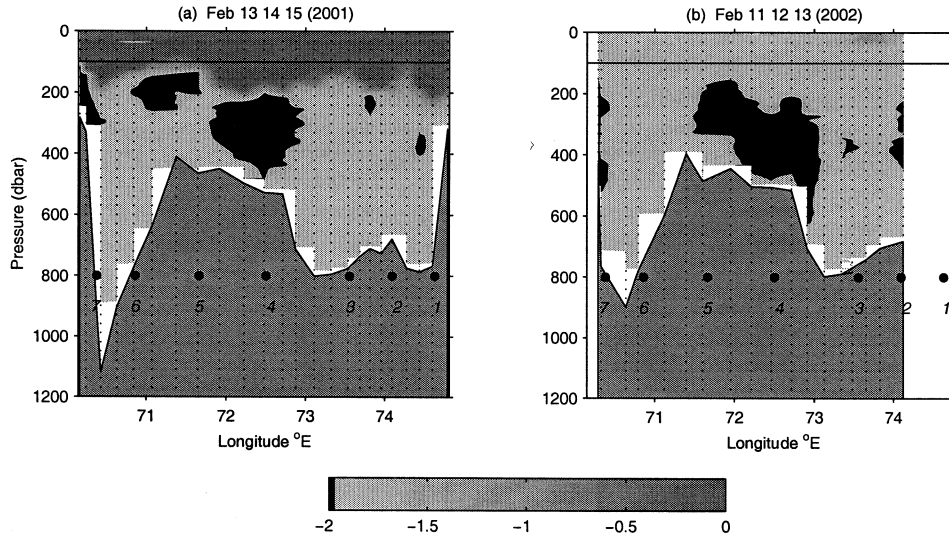 (a) Feb 13 14 15 (2001)
(b) Feb 11 12 13 (2002)
0
200
400
600
800
1000
1200
Pressure (dbar)
7 6 5 4 3 2 1
71 72 73 74
Longitude °E
0
200
400
600
800
1000
1200
7 6 5 4 3 2 1
71 72 73 74
Longitude °E
−2 −1.5 −1 −0.5 0